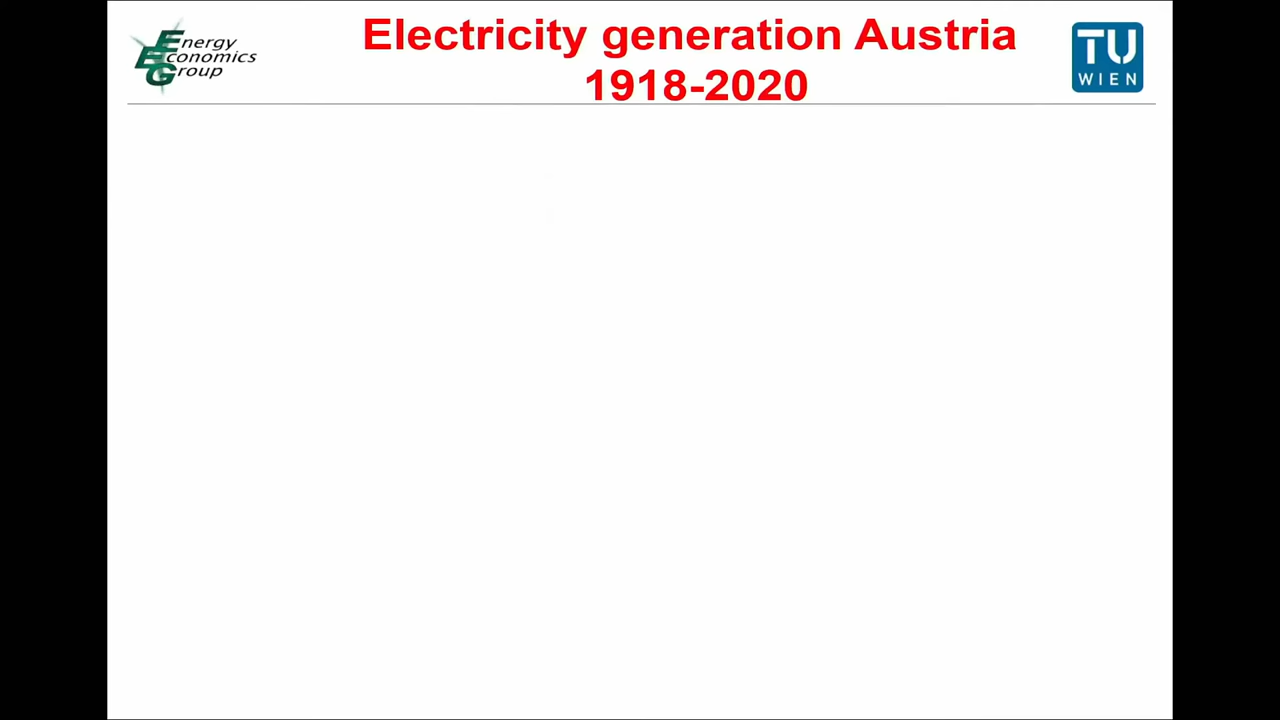 Energy
Economics
Group
Electricity generation Austria
1918-2020
TU
WIEN